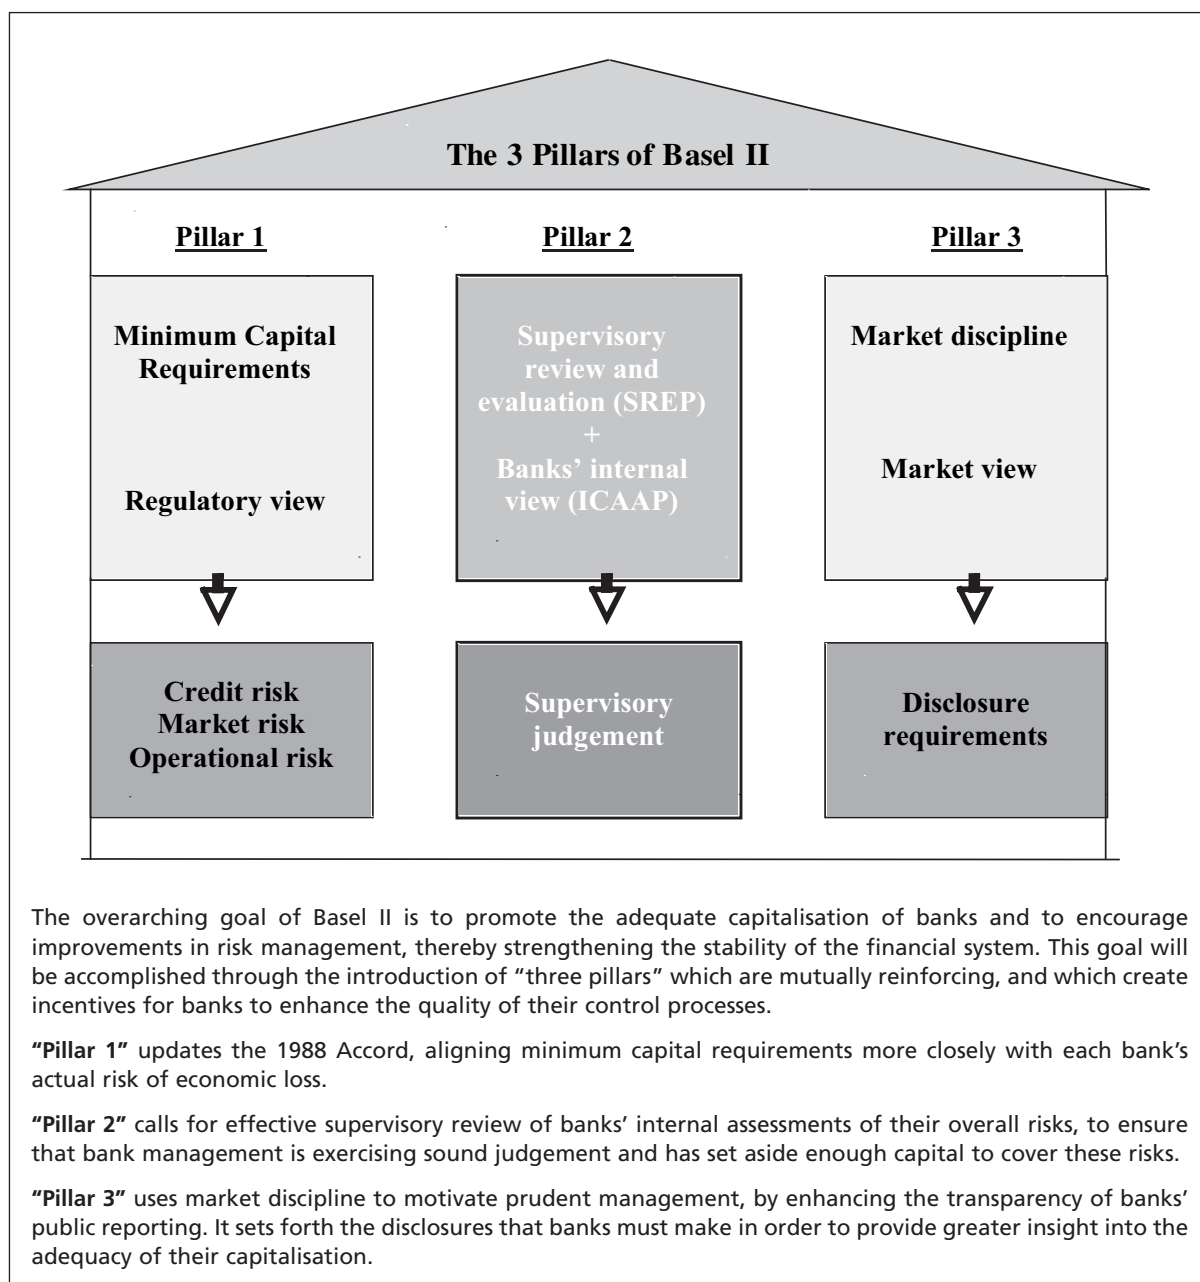 The 3 Pillars of Basel II
Pillar 1
Pillar 2
Pillar 3
Minimum Capital
Requirements
Regulatory view
Supervisory
review and
evaluation (SREP)
+
Banks’ internal
view (ICAAP)
Market discipline
Market view
Credit risk
Market risk
Operational risk
Supervisory
judgement
Disclosure
requirements
The overarching goal of Basel II is to promote the adequate capitalisation of banks and to encourage
improvements in risk management, thereby strengthening the stability of the financial system. This goal will
be accomplished through the introduction of “three pillars” which are mutually reinforcing, and which create
incentives for banks to enhance the quality of their control processes.
“Pillar 1” updates the 1988 Accord, aligning minimum capital requirements more closely with each bank’s
actual risk of economic loss.
“Pillar 2” calls for effective supervisory review of banks’ internal assessments of their overall risks, to ensure
that bank management is exercising sound judgement and has set aside enough capital to cover these risks.
“Pillar 3” uses market discipline to motivate prudent management, by enhancing the transparency of banks’
public reporting. It sets forth the disclosures that banks must make in order to provide greater insight into the
adequacy of their capitalisation.